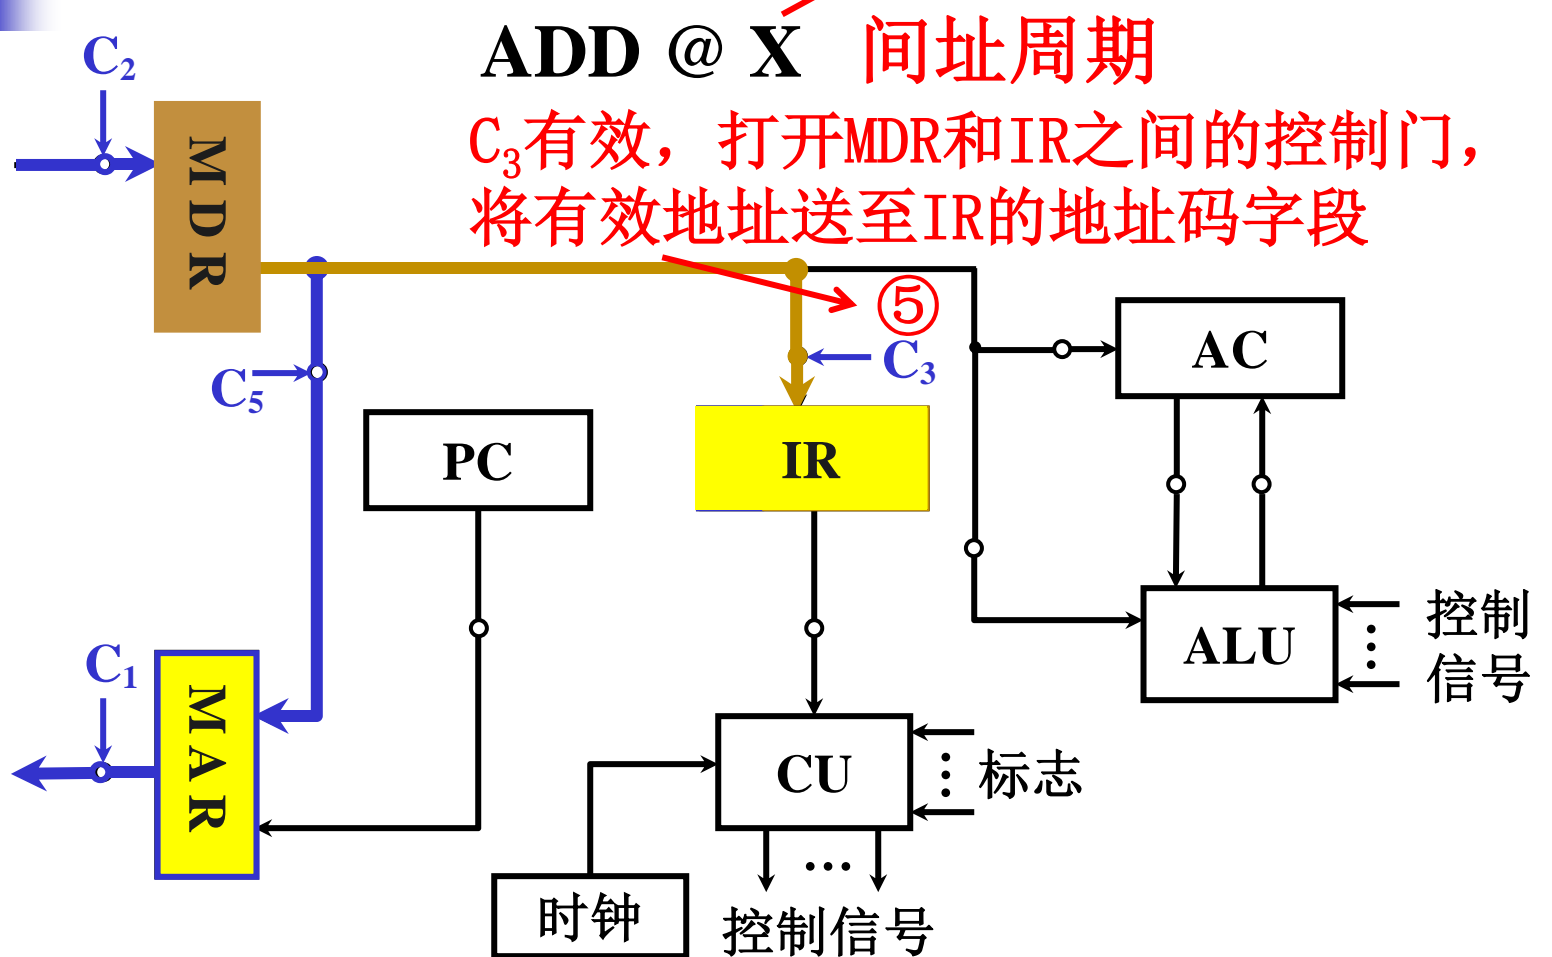 ADD @ X 间址周期
C₃有效，打开MDR和IR之间的控制门，
将有效地址送至IR的地址码字段
C₂
MDR
⑤
C₃
C₅
AC
PC
IR
ALU
控制
信号
C₁
MAR
CU
标志
时钟
控制信号